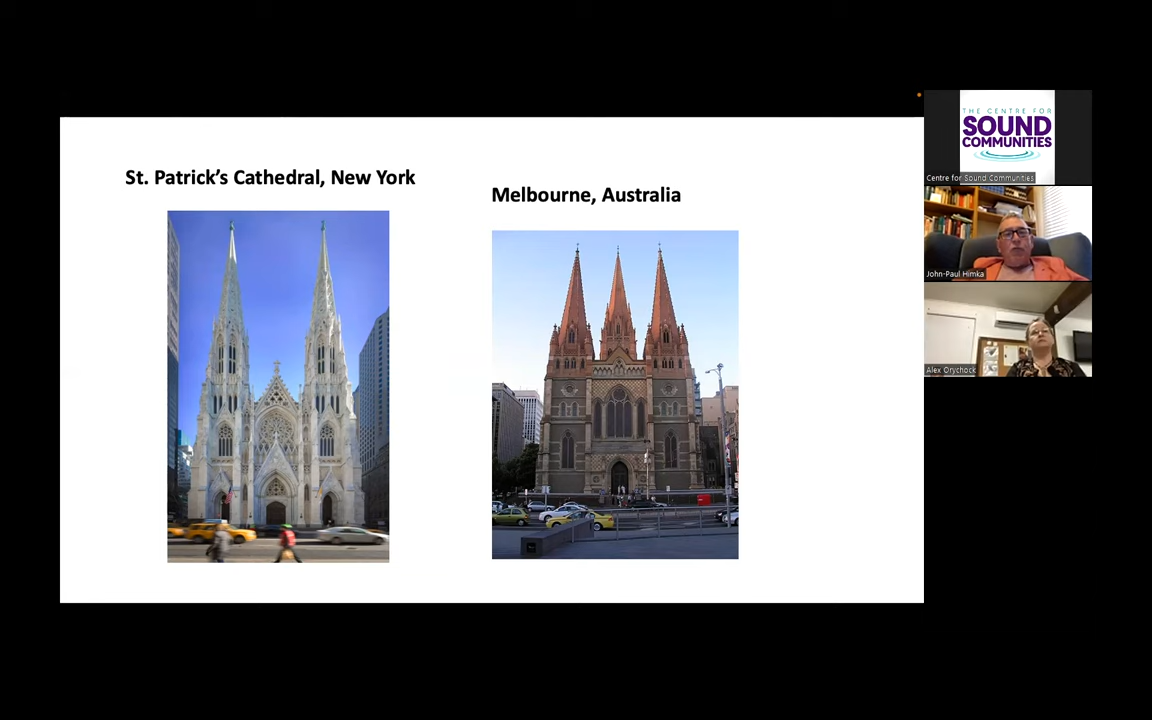 St. Patrick's Cathedral, New York
Melbourne, Australia
THE CENTRE FOR
SOUND
COMMUNITIES
Centre for Sound Communities
John-Paul Himka
Alex Orychock